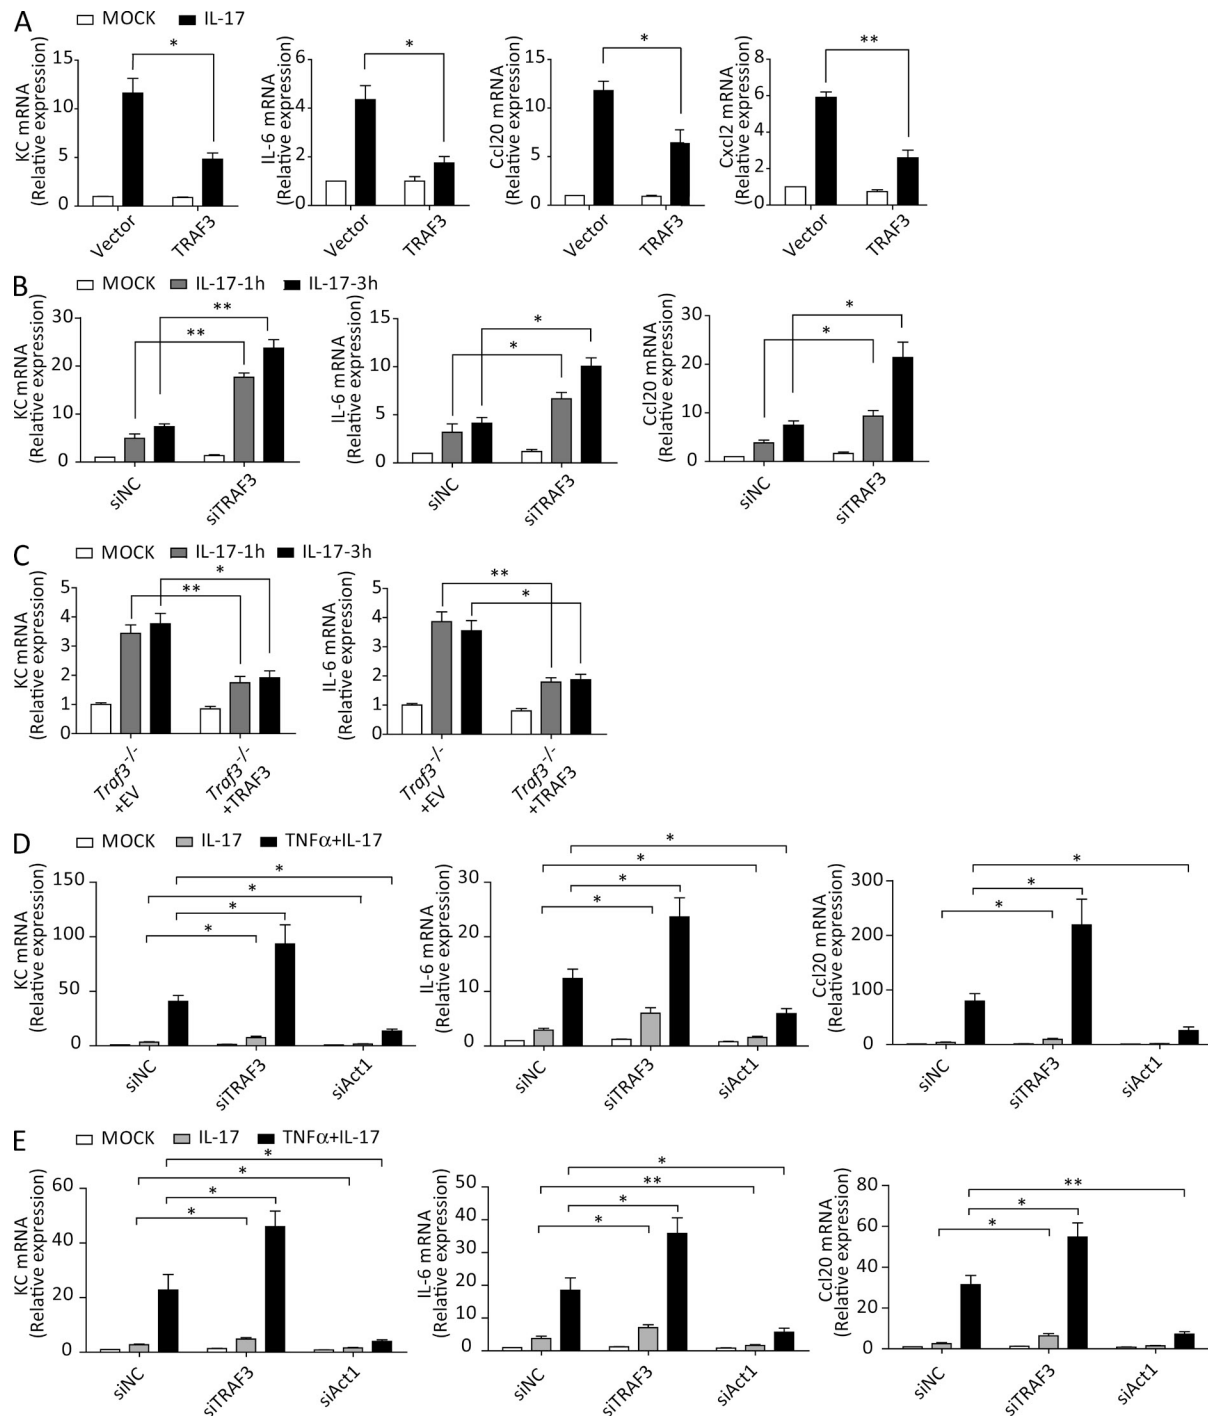 A
MOCK IL-17
KC mRNA
(Relative expression)
15
10
5
0
*
Vector
TRAF3
IL-6 mRNA
(Relative expression)
6
4
2
0
*
Vector
TRAF3
Ccl20 mRNA
(Relative expression)
15
10
5
0
*
Vector
TRAF3
Cxcl2 mRNA
(Relative expression)
8
6
4
2
0
**
Vector
TRAF3
B
MOCK IL-17-1h IL-17-3h
KC mRNA
(Relative expression)
30
20
10
0
**
**
siNC
siTRAF3
IL-6 mRNA
(Relative expression)
15
10
5
0
*
*
siNC
siTRAF3
Ccl20 mRNA
(Relative expression)
30
20
10
0
*
*
siNC
siTRAF3
C
MOCK IL-17-1h IL-17-3h
KC mRNA
(Relative expression)
5
4
3
2
1
0
*
**
Traf3-/-
+EV
Traf3-/-
+TRAF3
IL-6 mRNA
(Relative expression)
5
4
3
2
1
0
**
*
Traf3-/-
+EV
Traf3-/-
+TRAF3
D
MOCK IL-17 TNFα+IL-17
KC mRNA
(Relative expression)
150
100
50
0
*
*
*
*
siNC
siTRAF3
siAct1
IL-6 mRNA
(Relative expression)
30
20
10
0
*
*
*
*
siNC
siTRAF3
siAct1
Ccl20 mRNA
(Relative expression)
300
200
100
0
*
*
*
siNC
siTRAF3
siAct1
E
MOCK IL-17 TNFα+IL-17
KC mRNA
(Relative expression)
60
40
20
0
*
*
*
*
siNC
siTRAF3
siAct1
IL-6 mRNA
(Relative expression)
50
40
30
20
10
0
*
**
*
*
siNC
siTRAF3
siAct1
Ccl20 mRNA
(Relative expression)
80
60
40
20
0
**
*
*
siNC
siTRAF3
siAct1